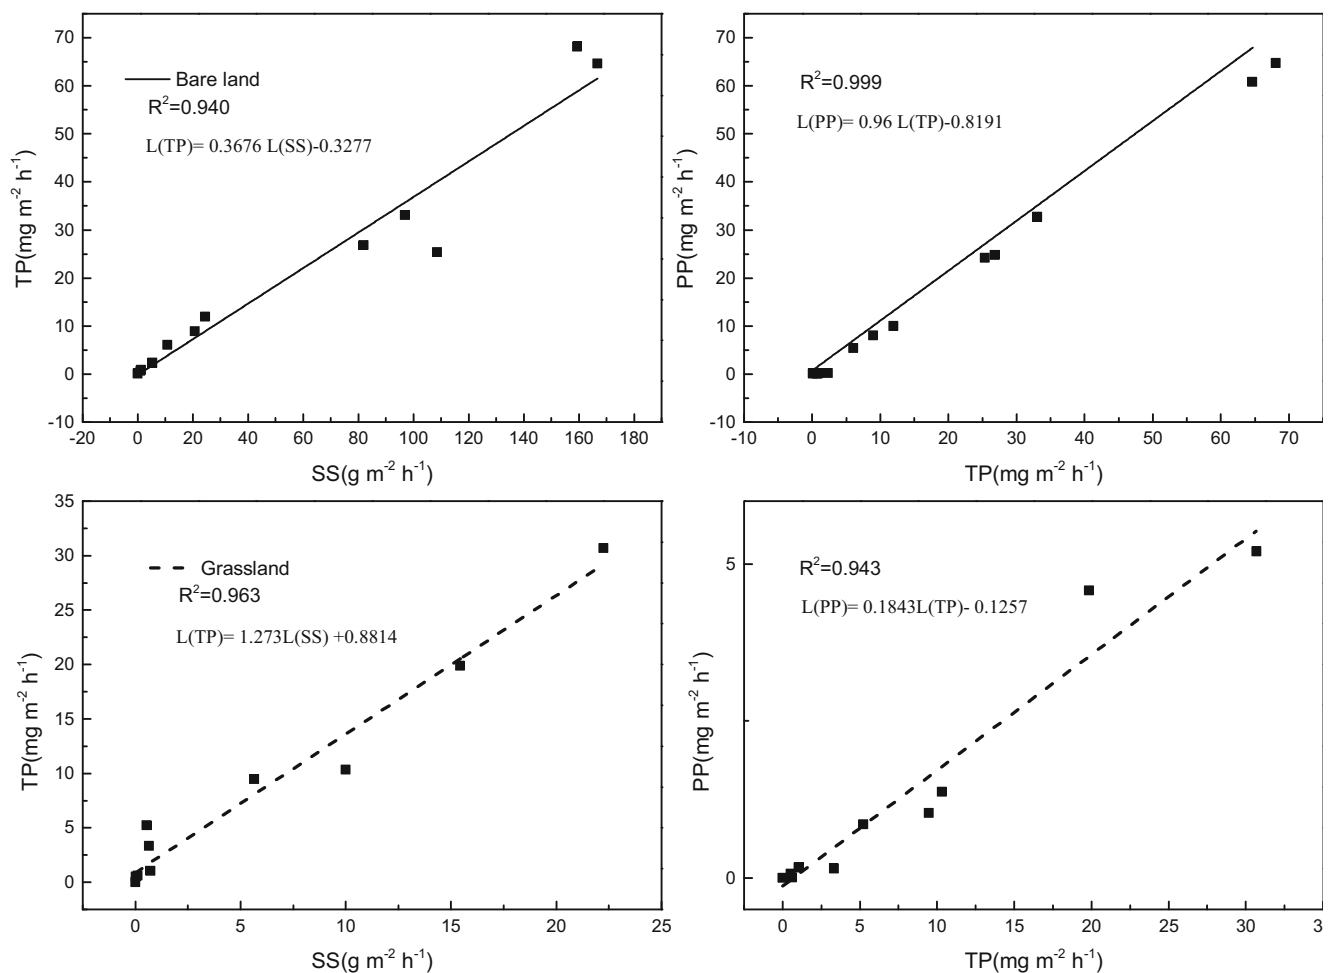 70
60
50
40
30
20
10
0
-10
TP(mg m⁻² h⁻¹)
Bare land
R²=0.940
L(TP)= 0.3676 L(SS)-0.3277
-20 0 20 40 60 80 100 120 140 160 180
SS(g m⁻² h⁻¹)
70
60
50
40
30
20
10
0
-10
PP(mg m⁻² h⁻¹)
R²=0.999
L(PP)= 0.96 L(TP)-0.8191
-10 0 10 20 30 40 50 60 70
TP(mg m⁻² h⁻¹)
35
30
25
20
15
10
5
0
TP(mg m⁻² h⁻¹)
Grassland
R²=0.963
L(TP)= 1.273L(SS) +0.8814
0 5 10 15 20 25
SS(g m⁻² h⁻¹)
5
0
PP(mg m⁻² h⁻¹)
R²=0.943
L(PP)= 0.1843L(TP)- 0.1257
0 5 10 15 20 25 30
TP(mg m⁻² h⁻¹)